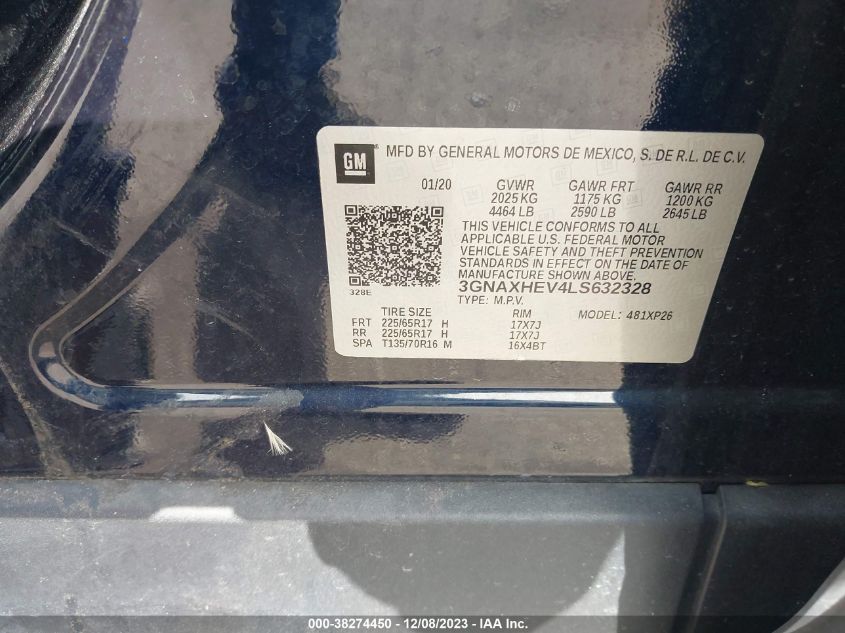 GM MFD BY GENERAL MOTORS DE MEXICO, S. DE R.L. DE C.V.
01/20 GVWR GAWR FRT GAWR RR
2025 KG 1175 KG 1200 KG
4464 LB 2590 LB 2645 LB
THIS VEHICLE CONFORMS TO ALL
APPLICABLE U.S. FEDERAL MOTOR
VEHICLE SAFETY AND THEFT PREVENTION
STANDARDS IN EFFECT ON THE DATE OF
MANUFACTURE SHOWN ABOVE.
328E 3GNAXHEV4LS632328
TYPE: M.P.V. MODEL: 481XP26
TIRE SIZE RIM
FRT 225/65R17 H 17X7J
RR 225/65R17 H 17X7J
SPA T135/70R16 M 16X4BT
000-38274450 - 12/08/2023 - IAA Inc.